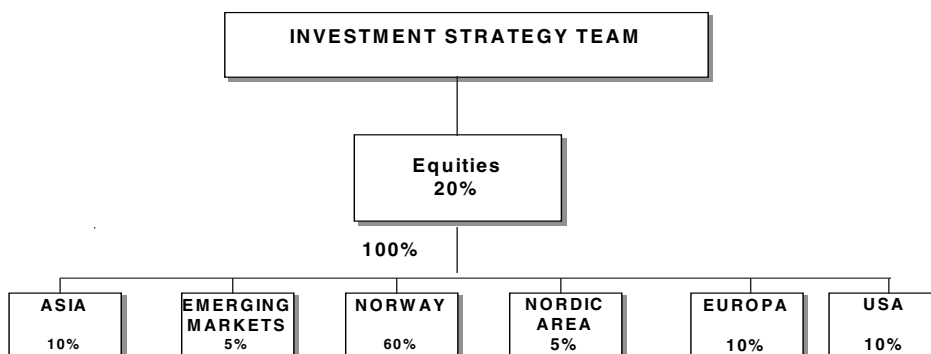 INVESTMENT STRATEGY TEAM
Equities
20%
100%
ASIA
10%
EMERGING
MARKETS
5%
NORWAY
60%
NORDIC
AREA
5%
EUROPA
10%
USA
10%